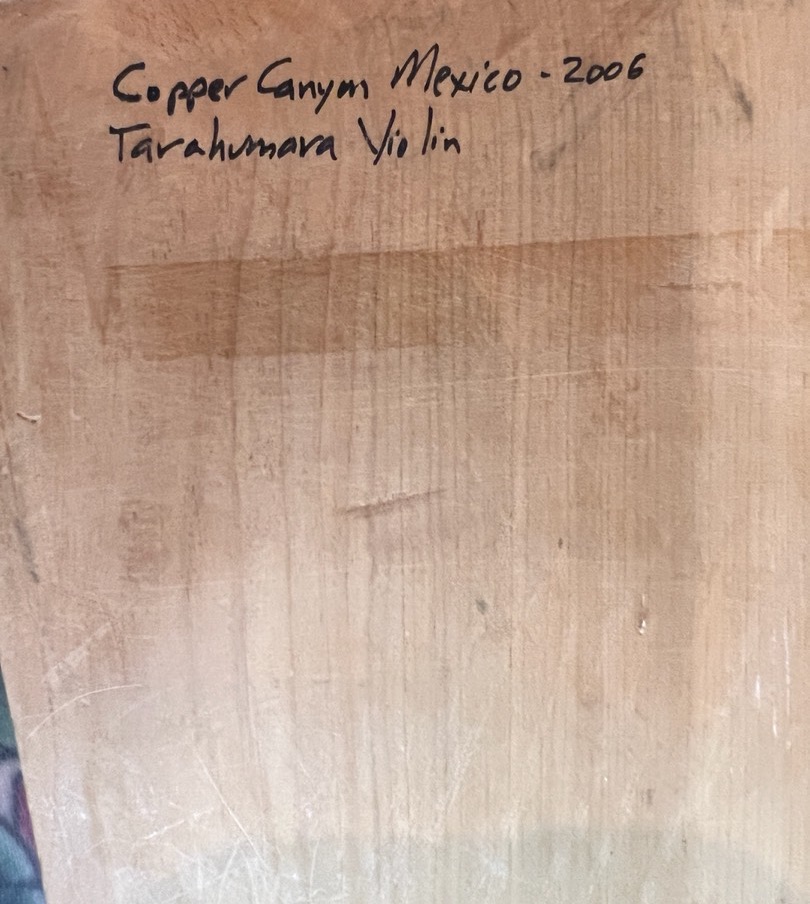 Copper Canyon Mexico - 2006
Tarahumara Violin